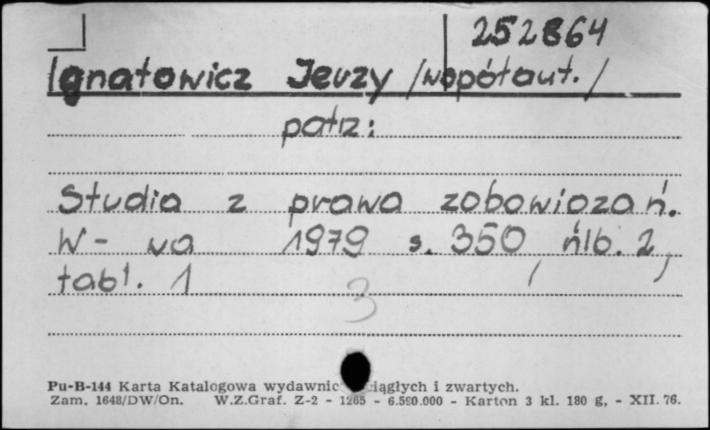 252864
Ignatowicz Jerzy /współaut./
patrz:
Studia z prawa zobowiązań.
W-wa 1979 s. 350, nlb. 2,
tabl. 1
3
Pu-B-144 Karta Katalogowa wydawnic ciągłych i zwartych.
Zam. 1648/DW/On. W.Z.Graf. Z-2 - 1265 - 6.590.000 - Karton 3 kl. 180 g, - XII. 76.